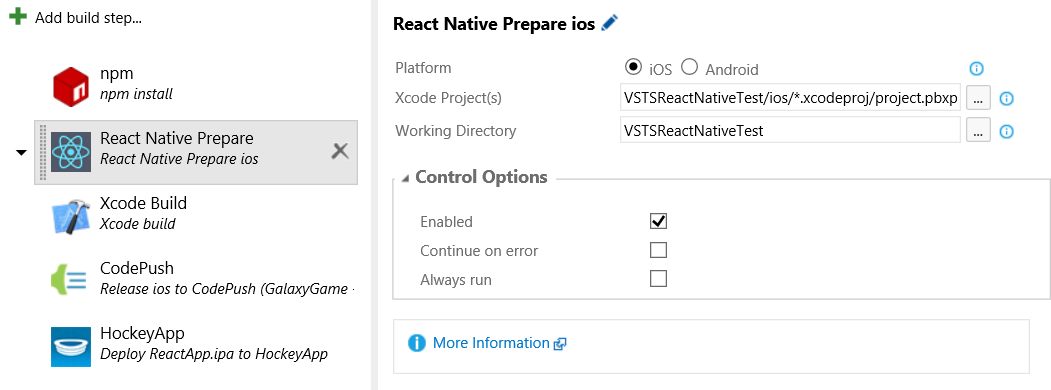 Add build step...
npm
npm install
React Native Prepare
React Native Prepare ios
Xcode Build
Xcode build
CodePush
Release ios to CodePush (GalaxyGame -
HockeyApp
Deploy ReactApp.ipa to HockeyApp
React Native Prepare ios
Platform iOS Android
Xcode Project(s) VSTSReactNativeTest/ios/*.xcodeproj/project.pbxp ...
Working Directory VSTSReactNativeTest ...
Control Options
Enabled
Continue on error
Always run
More Information